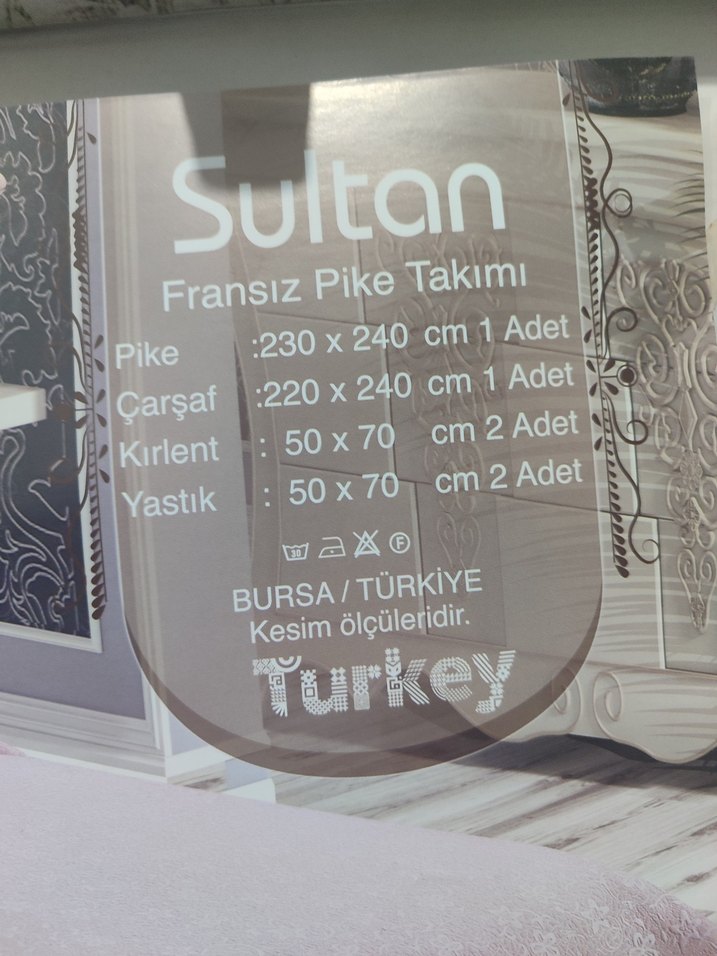 Sultan
Fransız Pike Takımı
Pike :230 x 240 cm 1 Adet
Çarşaf :220 x 240 cm 1 Adet
Kırlent : 50 x 70 cm 2 Adet
Yastık : 50 x 70 cm 2 Adet
30 F
BURSA / TÜRKİYE
Kesim ölçüleridir.
Turkey